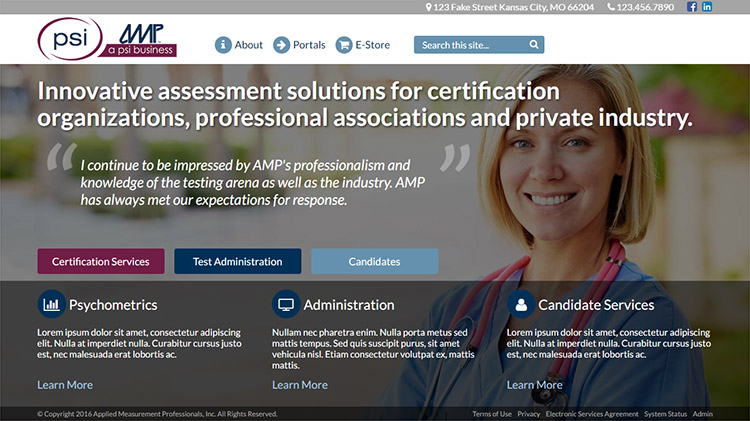 123 Fake Street Kansas City, MO 66204 123.456.7890
psi AMP
a psi business
About Portals E-Store Search this site...
Innovative assessment solutions for certification
organizations, professional associations and private industry.
“ I continue to be impressed by AMP's professionalism and ”
knowledge of the testing arena as well as the industry. AMP
has always met our expectations for response.
Certification Services Test Administration Candidates
Psychometrics
Lorem ipsum dolor sit amet, consectetur adipiscing
elit. Nulla at imperdiet nulla. Curabitur cursus justo
est, nec malesuada erat lobortis ac.
Learn More
Administration
Nullam nec pharetra enim. Nulla porta metus sed
mattis tempus. Sed quis suscipit purus, sit amet
vehicula nisl. Etiam consectetur volutpat ex, mattis
mattis.
Learn More
Candidate Services
Lorem ipsum dolor sit amet, consectetur adipiscing
elit. Nulla at imperdiet nulla. Curabitur cursus justo
est, nec malesuada erat lobortis ac.
Learn More
© Copyright 2016 Applied Measurement Professionals, Inc. All Rights Reserved. Terms of Use Privacy Electronic Services Agreement System Status Admin